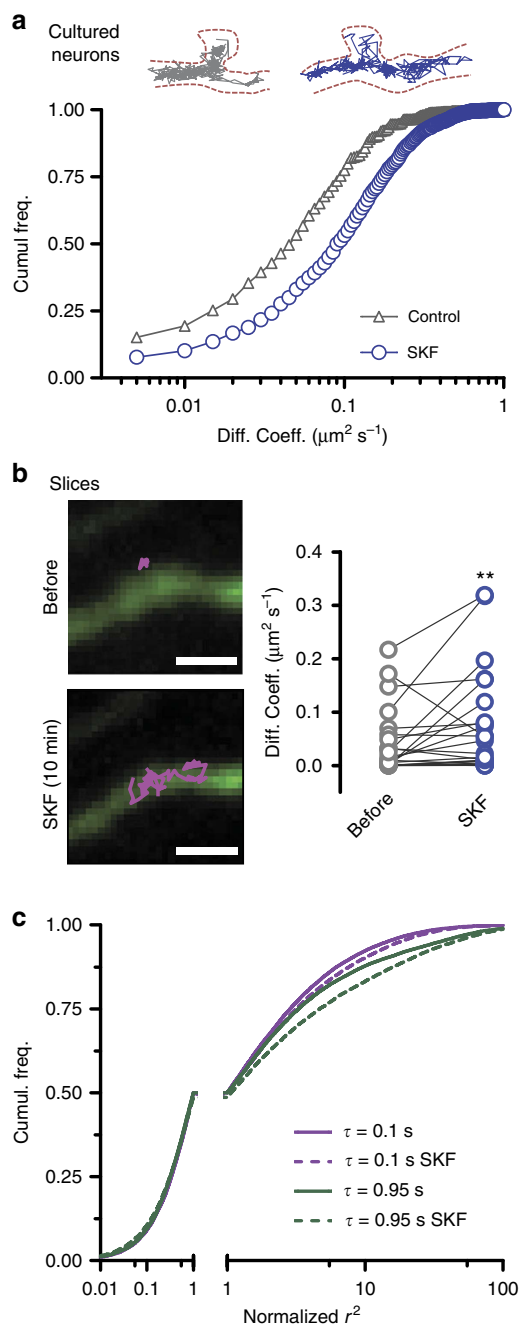 a
Cultured
neurons
1.00
0.75
0.50
0.25
0.00
Cumul freq.
Control
SKF
0.01
0.1
1
Diff. Coeff. (μm² s⁻¹)
b
Slices
Before
SKF (10 min)
0.4
0.3
0.2
0.1
0.0
Diff. Coeff. (μm² s⁻¹)
**
Before
SKF
c
1.00
0.75
0.50
0.25
0.00
Cumul. freq.
τ = 0.1 s
τ = 0.1 s SKF
τ = 0.95 s
τ = 0.95 s SKF
0.01
0.1
1
1
10
100
Normalized r²